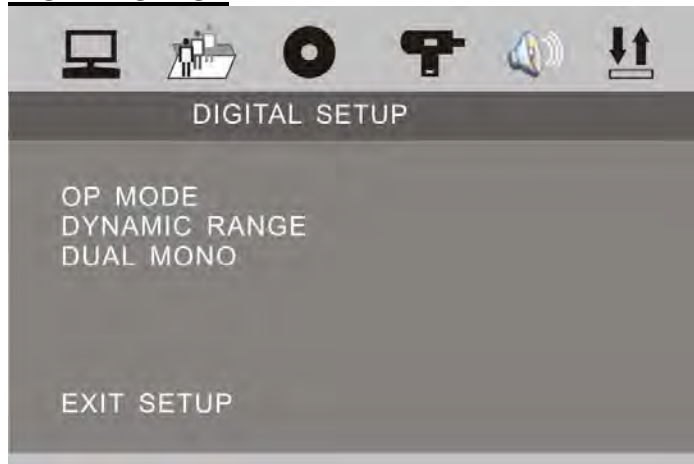 DIGITAL SETUP
OP MODE
DYNAMIC RANGE
DUAL MONO
EXIT SETUP